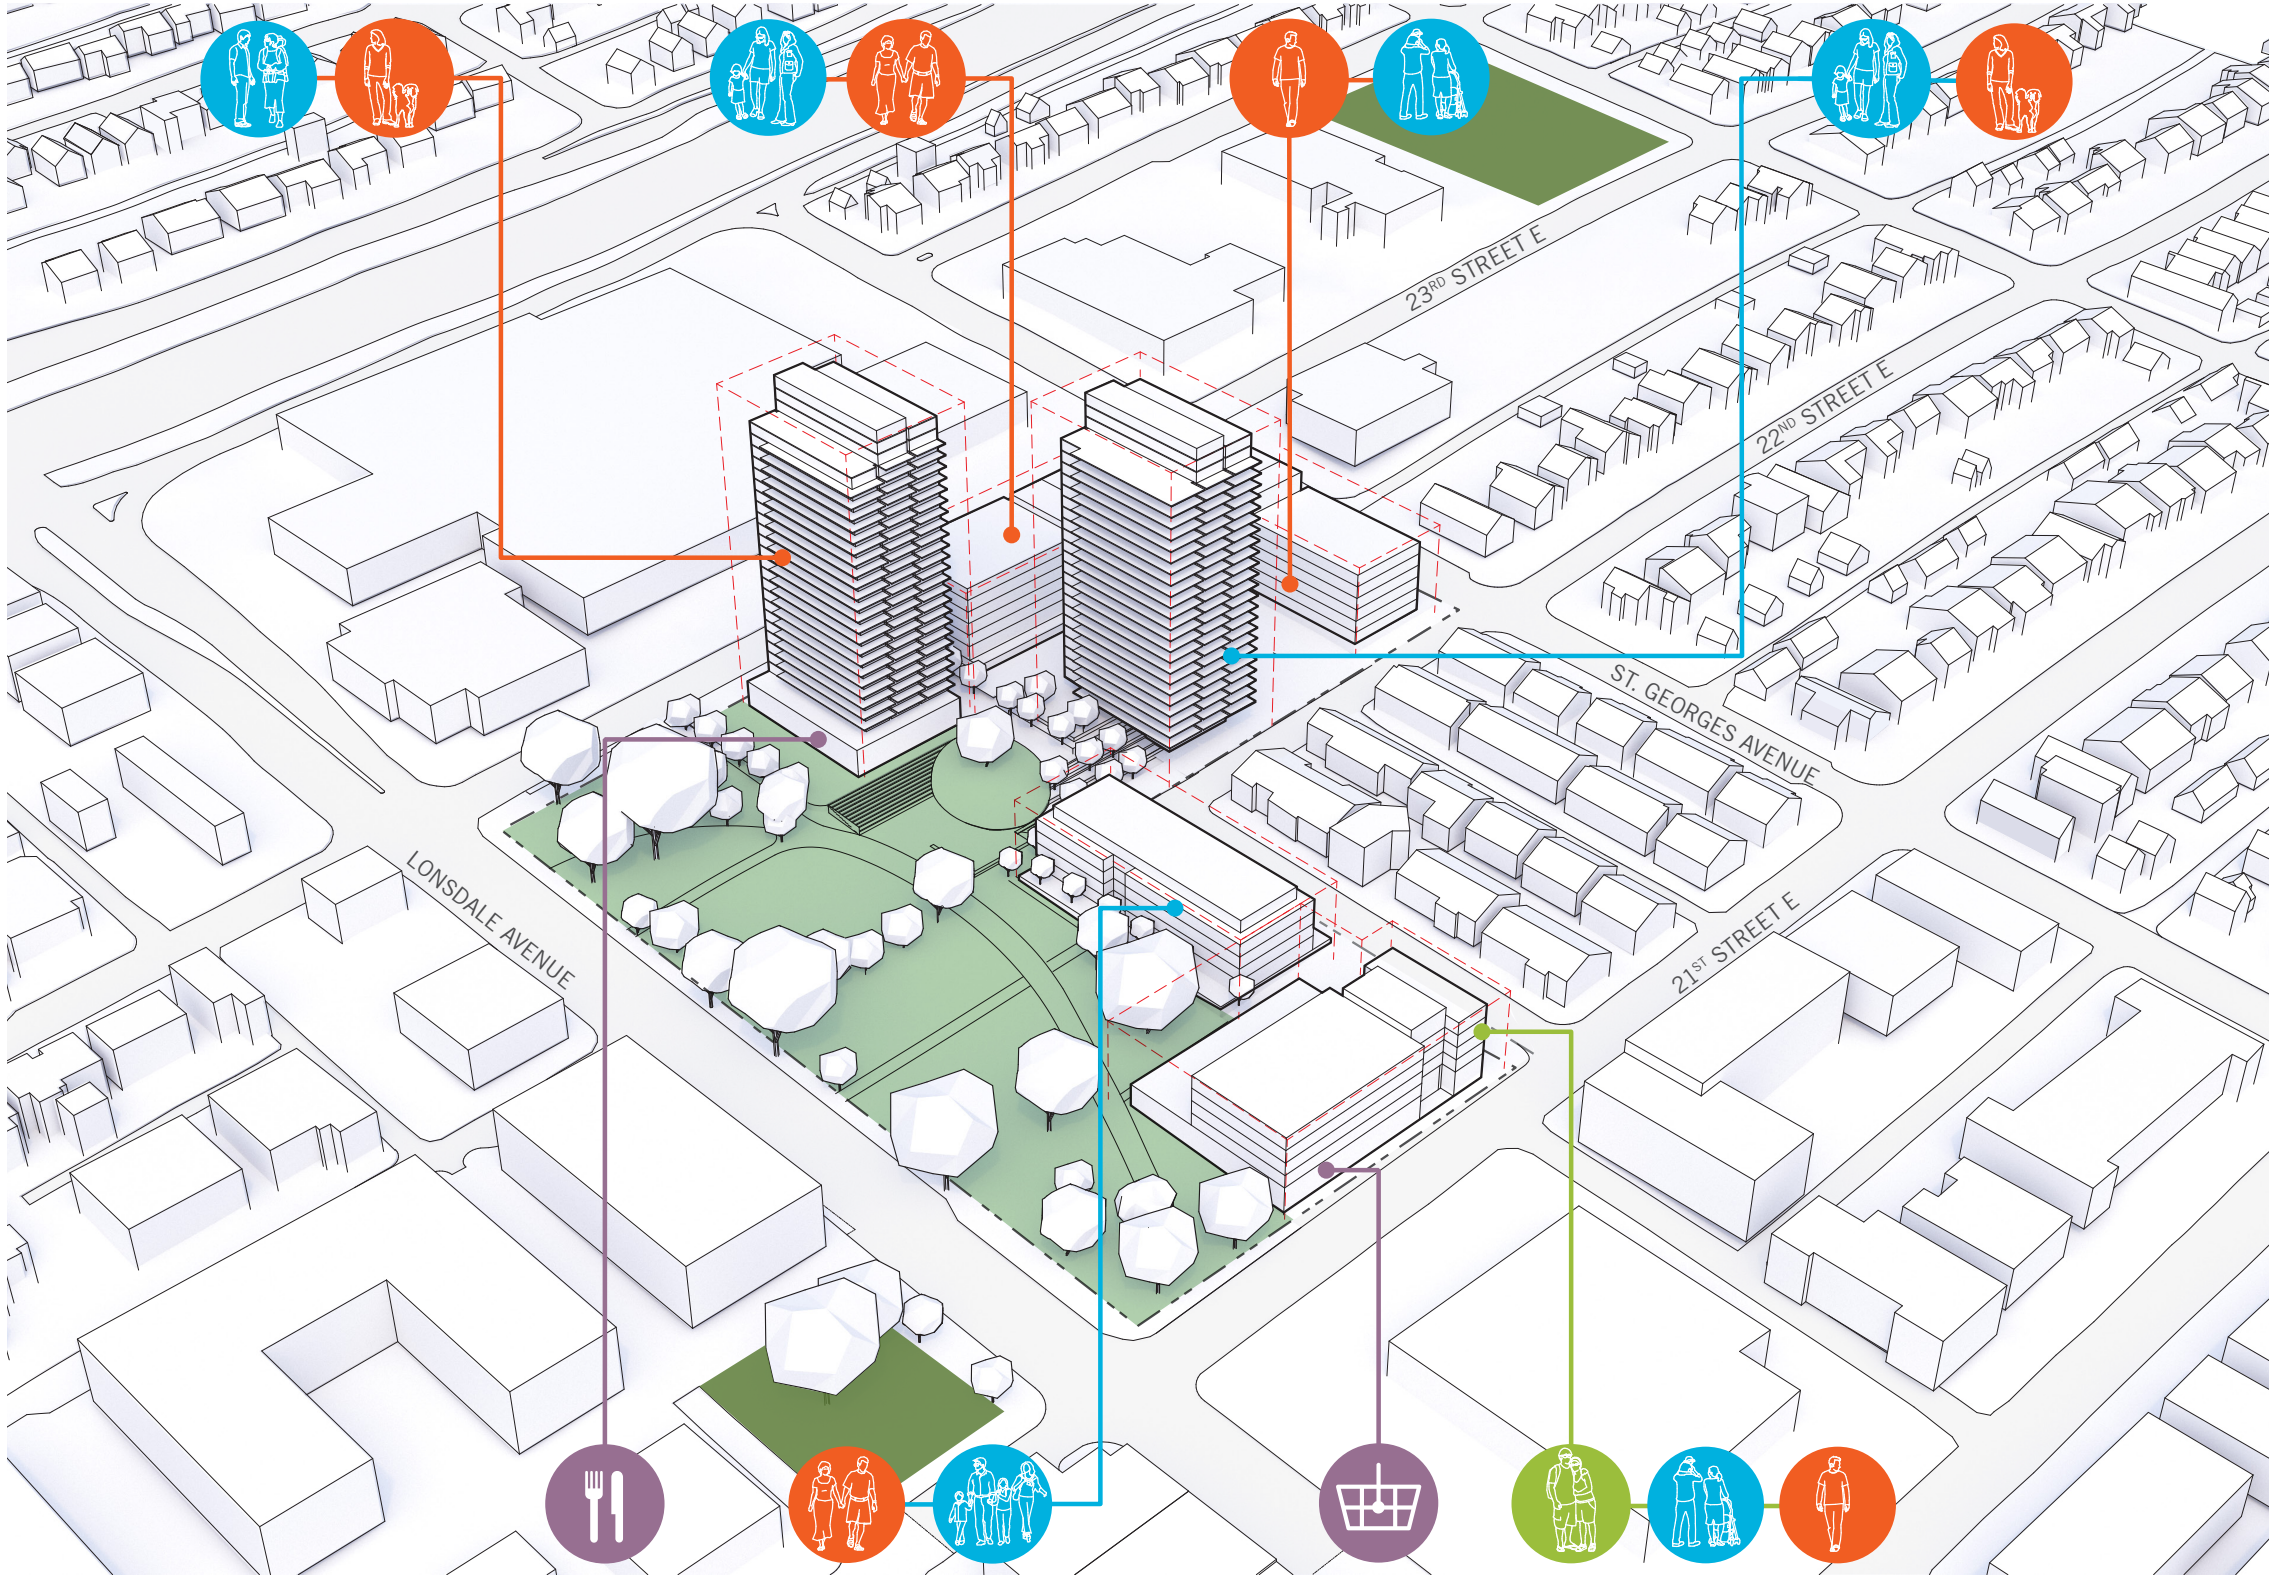 23RD STREET E
22ND STREET E
ST. GEORGES AVENUE
LONSDALE AVENUE
21ST STREET E